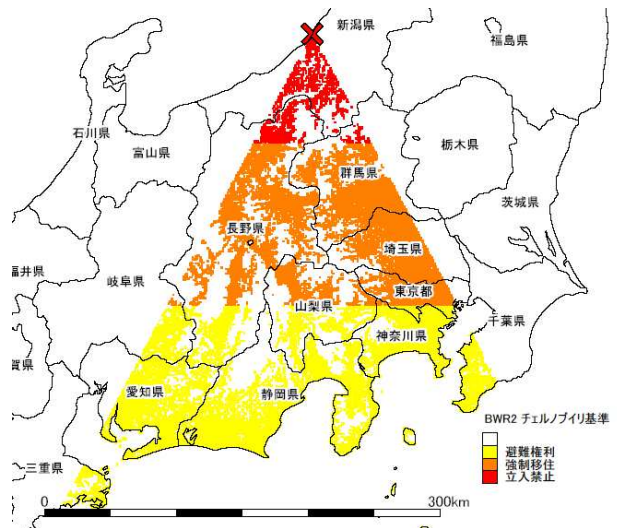 新潟県
福島県
石川県
富山県
栃木県
群馬県
茨城県
長野県
埼玉県
福井県
岐阜県
東京都
山梨県
千葉県
神奈川県
賀県
愛知県
静岡県
BWR2 チェルノブイリ基準
避難権利
強制移住
立入禁止
三重県
0
300km